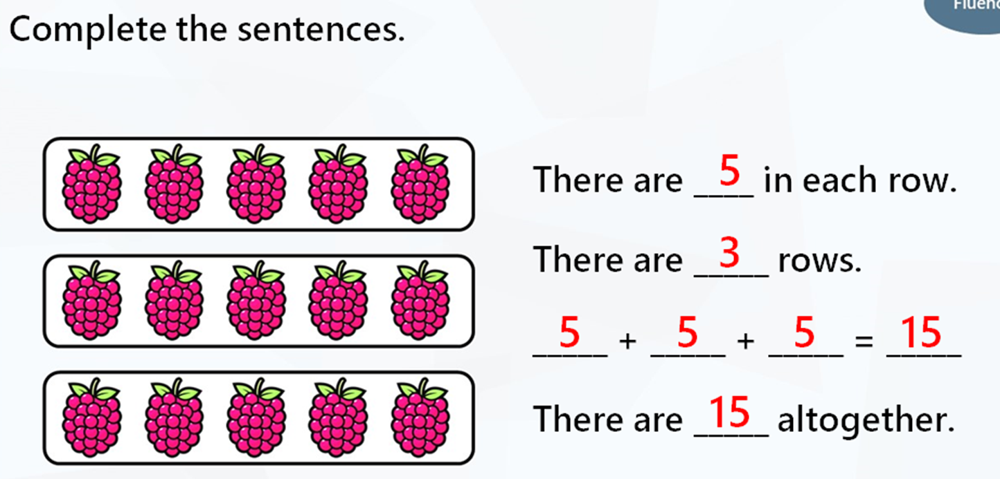 Complete the sentences.
There are 5 in each row.
There are 3 rows.
5 + 5 + 5 = 15
There are 15 altogether.